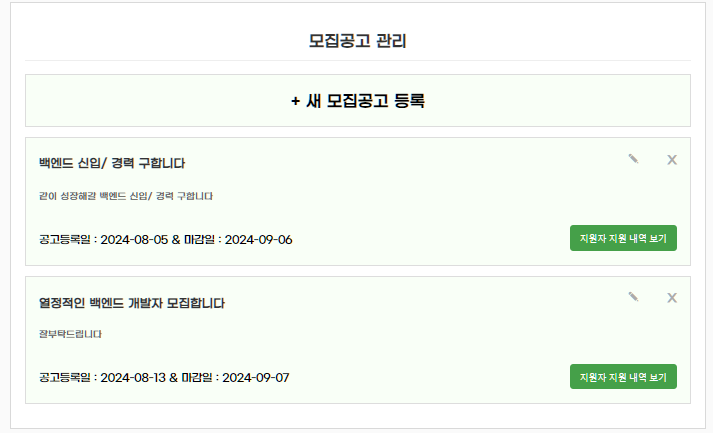 모집공고 관리
+ 새 모집공고 등록
백엔드 신입/ 경력 구합니다
같이 성장해갈 백엔드 신입/ 경력 구합니다
공고등록일 : 2024-08-05 & 마감일 : 2024-09-06
지원자 지원 내역 보기
열정적인 백엔드 개발자 모집합니다
잘부탁드립니다
공고등록일 : 2024-08-13 & 마감일 : 2024-09-07
지원자 지원 내역 보기